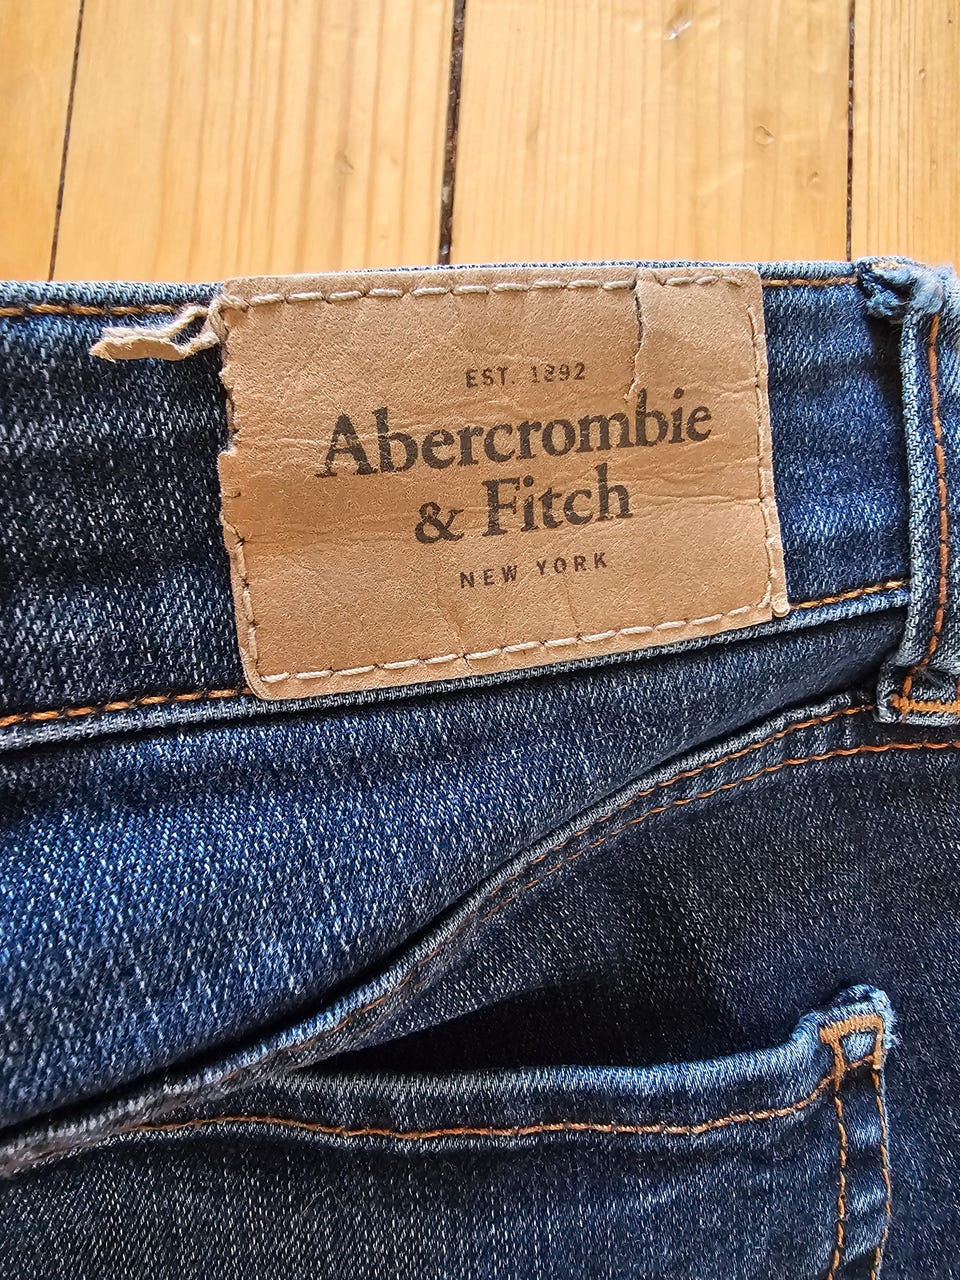 EST. 1892
Abercrombie
& Fitch
NEW YORK